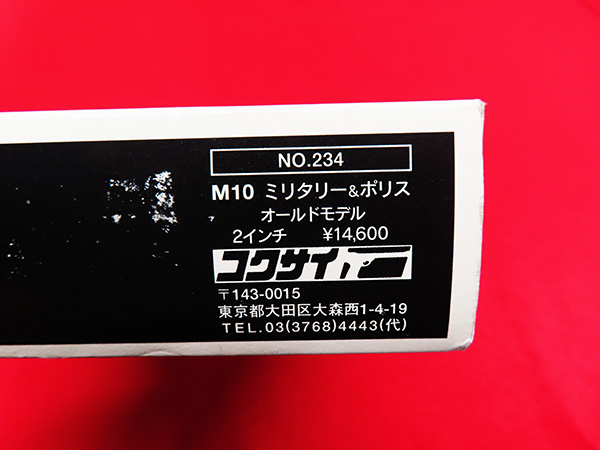 NO.234
M10 ミリタリー&ポリス
オールドモデル
2インチ ¥14,600
コクサイ
〒143-0015
東京都大田区大森西1-4-19
TEL.03(3768)4443(代)